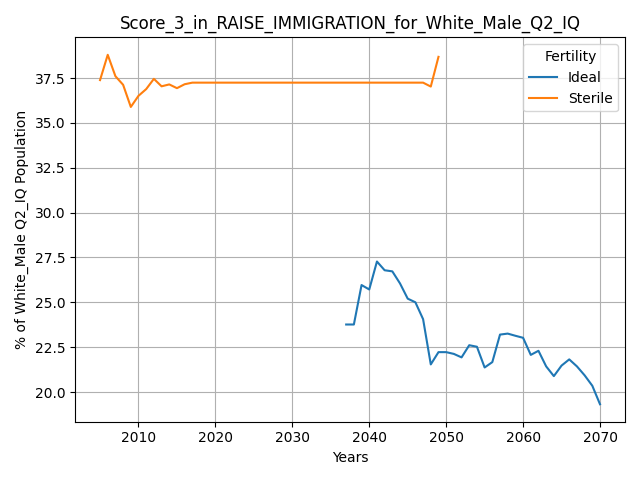 Score_3_in_RAISE_IMMIGRATION_for_White_Male_Q2_IQ
Fertility
Ideal
Sterile
% of White_Male Q2_IQ Population
37.5
35.0
32.5
30.0
27.5
25.0
22.5
20.0
2010 2020 2030 2040 2050 2060 2070
Years